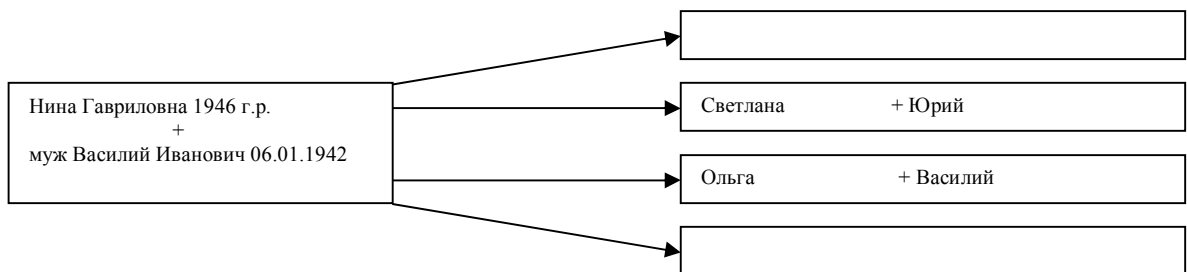 Нина Гавриловна 1946 г.р.
+
муж Василий Иванович 06.01.1942
Светлана + Юрий
Ольга + Василий